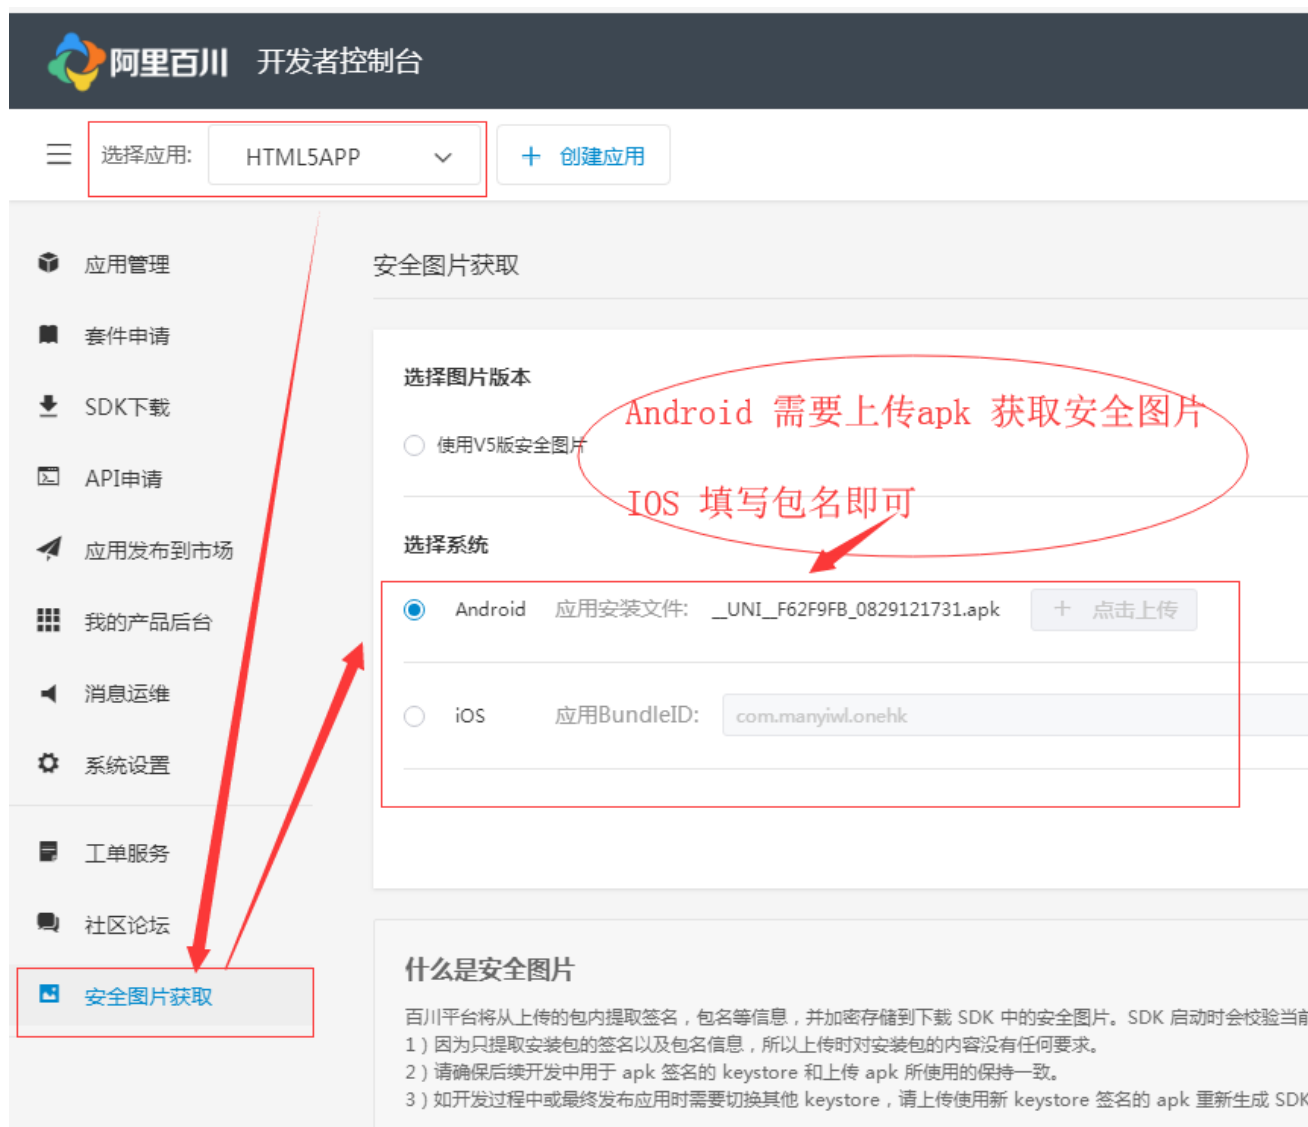 阿里百川 开发者控制台
选择应用: HTML5APP + 创建应用
应用管理
套件申请
SDK下载
API申请
应用发布到市场
我的产品后台
消息运维
系统设置
工单服务
社区论坛
安全图片获取
安全图片获取
选择图片版本
Android 需要上传apk 获取安全图片
使用V5版安全图片
IOS 填写包名即可
选择系统
Android 应用安装文件: __UNI__F62F9FB_0829121731.apk + 点击上传
iOS 应用BundleID: com.manyiwl.onehk
什么是安全图片
百川平台将从上传的包内提取签名，包名等信息，并加密存储到下载 SDK 中的安全图片。SDK 启动时会校验当前
1）因为只提取安装包的签名以及包名信息，所以上传时对安装包的内容没有任何要求。
2）请确保后续开发中用于 apk 签名的 keystore 和上传 apk 所使用的保持一致。
3）如开发过程中或最终发布应用时需要切换其他 keystore，请上传使用新 keystore 签名的 apk 重新生成 SDK